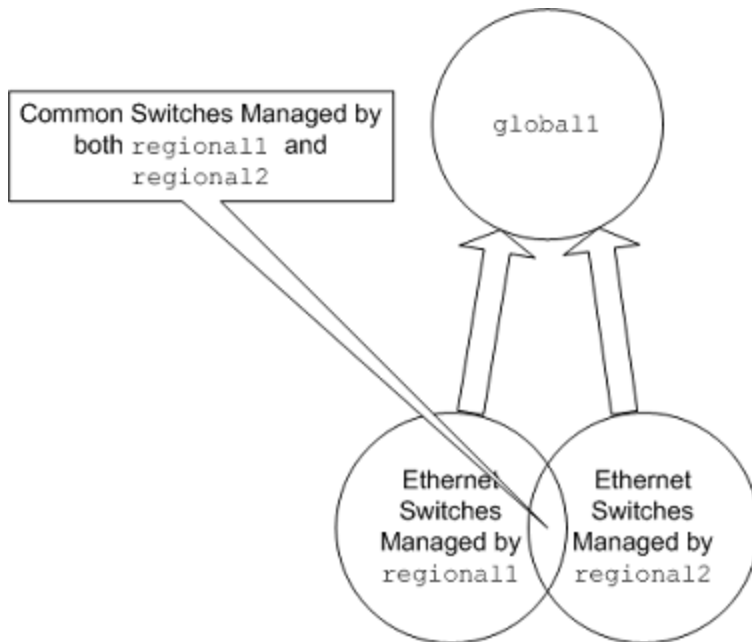 Common Switches Managed by
both regional1 and
regional2
global1
Ethernet
Switches
Managed by
regional1
Ethernet
Switches
Managed by
regional2